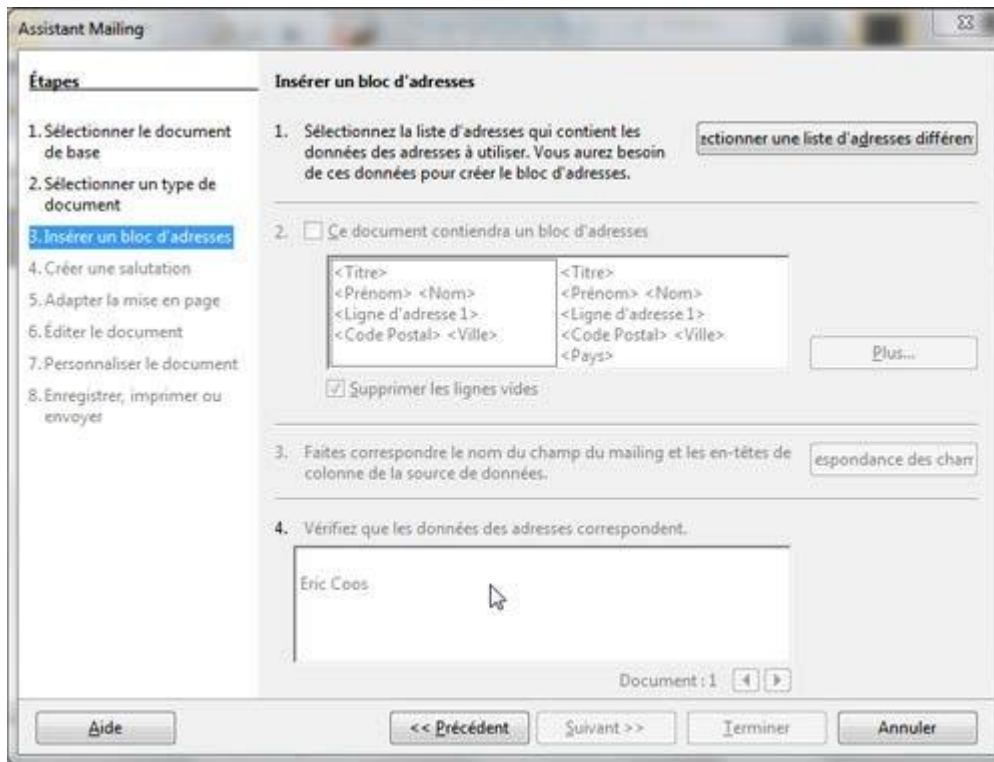 Assistant Mailing
Étapes
1. Sélectionner le document
de base
2. Sélectionner un type de
document
3. Insérer un bloc d'adresses
4. Créer une salutation
5. Adapter la mise en page
6. Éditer le document
7. Personnaliser le document
8. Enregistrer, imprimer ou
envoyer
Insérer un bloc d'adresses
1. Sélectionnez la liste d'adresses qui contient les
données des adresses à utiliser. Vous aurez besoin
de ces données pour créer le bloc d'adresses.
ectionner une liste d'adresses différen
2. Ce document contiendra un bloc d'adresses
<Titre>
<Prénom> <Nom>
<Ligne d'adresse 1>
<Code Postal> <Ville>
<Titre>
<Prénom> <Nom>
<Ligne d'adresse 1>
<Code Postal> <Ville>
<Pays>
Plus...
Supprimer les lignes vides
3. Faites correspondre le nom du champ du mailing et les en-têtes de
colonne de la source de données.
espondance des cham
4. Vérifiez que les données des adresses correspondent.
Eric Coos
Document : 1
Aide
<< Précédent
Suivant >>
Terminer
Annuler